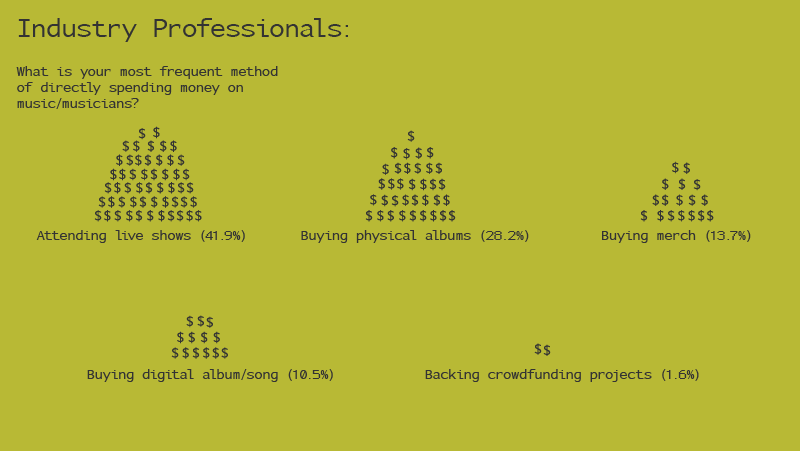 Industry Professionals:
What is your most frequent method
of directly spending money on
music/musicians?
$ $
$ $ $ $ $
$ $ $ $ $ $ $
$ $ $ $ $ $ $ $
$ $ $ $ $ $ $ $ $
$ $ $ $ $ $ $ $ $ $
$ $ $ $ $ $ $ $ $ $ $
Attending live shows (41.9%)
$
$ $ $ $
$ $ $ $ $ $
$ $ $ $ $ $ $
$ $ $ $ $ $ $ $
$ $ $ $ $ $ $ $ $
Buying physical albums (28.2%)
$ $
$ $ $
$ $ $ $ $
$ $ $ $ $ $ $
Buying merch (13.7%)
$ $ $
$ $ $ $
$ $ $ $ $ $
Buying digital album/song (10.5%)
$ $
Backing crowdfunding projects (1.6%)